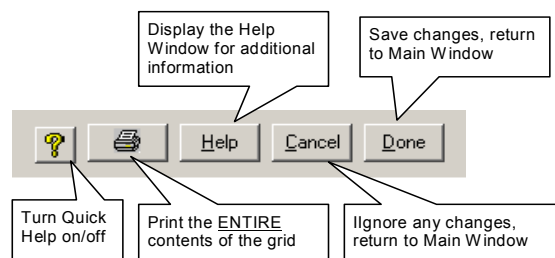 Display the Help
Window for additional
information
Save changes, return
to Main Window
?
Help
Cancel
Done
Turn Quick
Help on/off
Print the ENTIRE
contents of the grid
IIgnore any changes,
return to Main Window